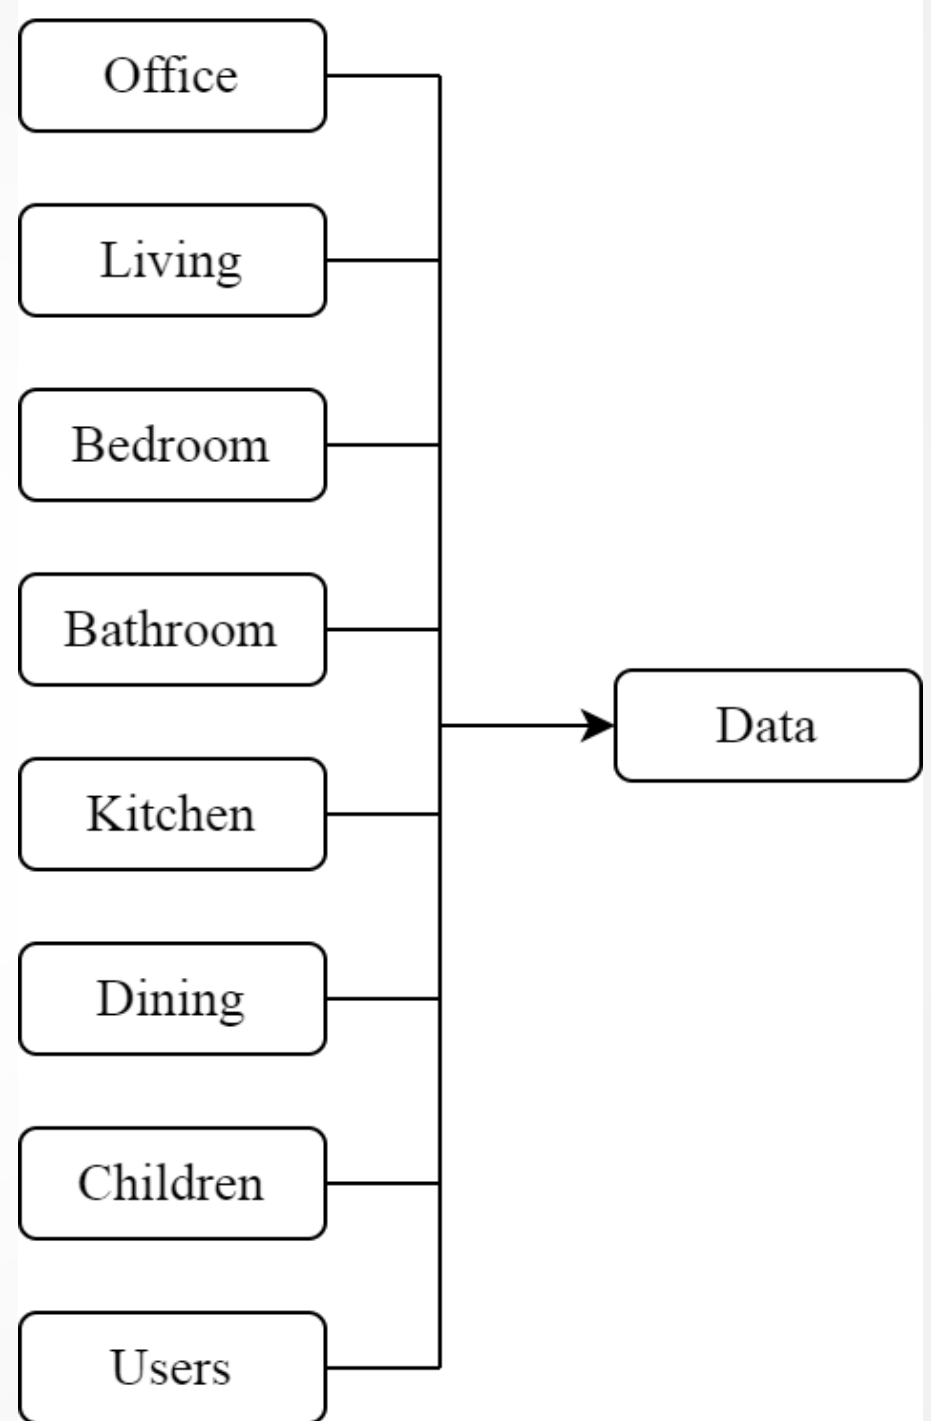 Office
Living
Bedroom
Bathroom
Kitchen
Dining
Children
Users
Data